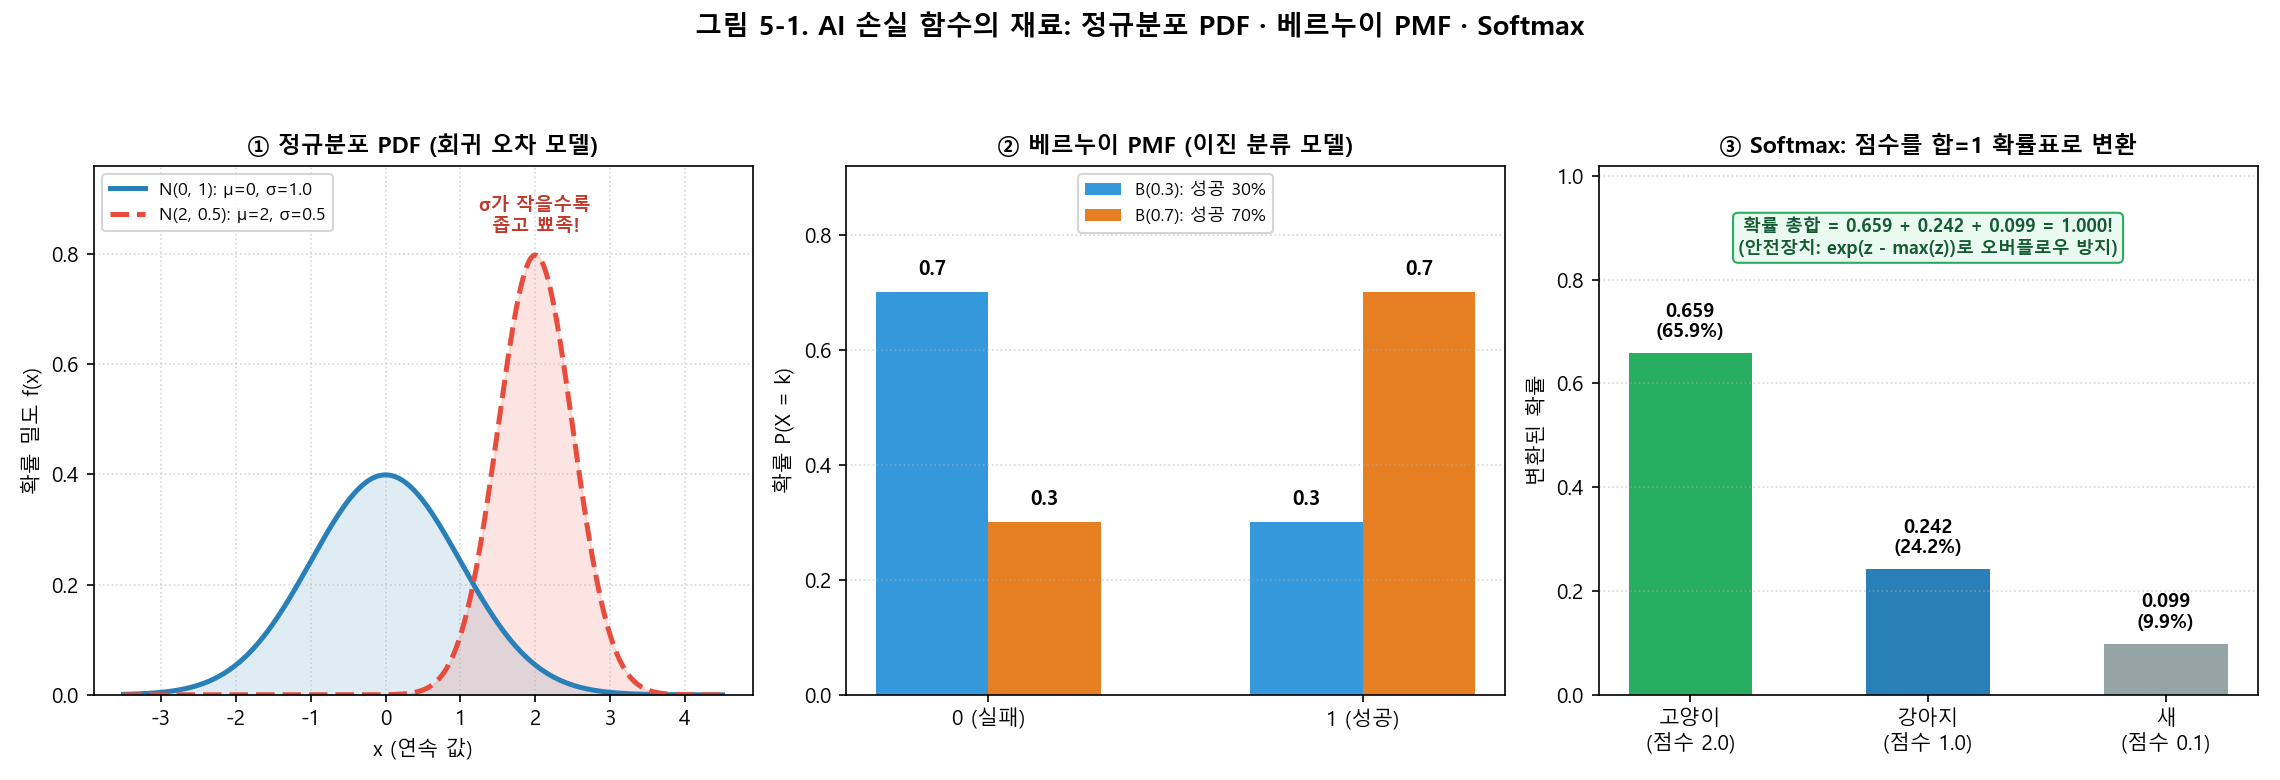 그림 5-1. AI 손실 함수의 재료: 정규분포 PDF · 베르누이 PMF · Softmax
① 정규분포 PDF (회귀 오차 모델)
N(0, 1): μ=0, σ=1.0
N(2, 0.5): μ=2, σ=0.5
σ가 작을수록
좁고 뾰족!
확률 밀도 f(x)
0.8
0.6
0.4
0.2
0.0
-3 -2 -1 0 1 2 3 4
x (연속 값)
② 베르누이 PMF (이진 분류 모델)
B(0.3): 성공 30%
B(0.7): 성공 70%
확률 P(X = k)
0.8
0.6
0.4
0.2
0.0
0.7
0.3
0.3
0.7
0 (실패)
1 (성공)
③ Softmax: 점수를 합=1 확률표로 변환
확률 총합 = 0.659 + 0.242 + 0.099 = 1.000!
(안전장치: exp(z - max(z))로 오버플로우 방지)
변환된 확률
1.0
0.8
0.6
0.4
0.2
0.0
0.659
(65.9%)
0.242
(24.2%)
0.099
(9.9%)
고양이
(점수 2.0)
강아지
(점수 1.0)
새
(점수 0.1)